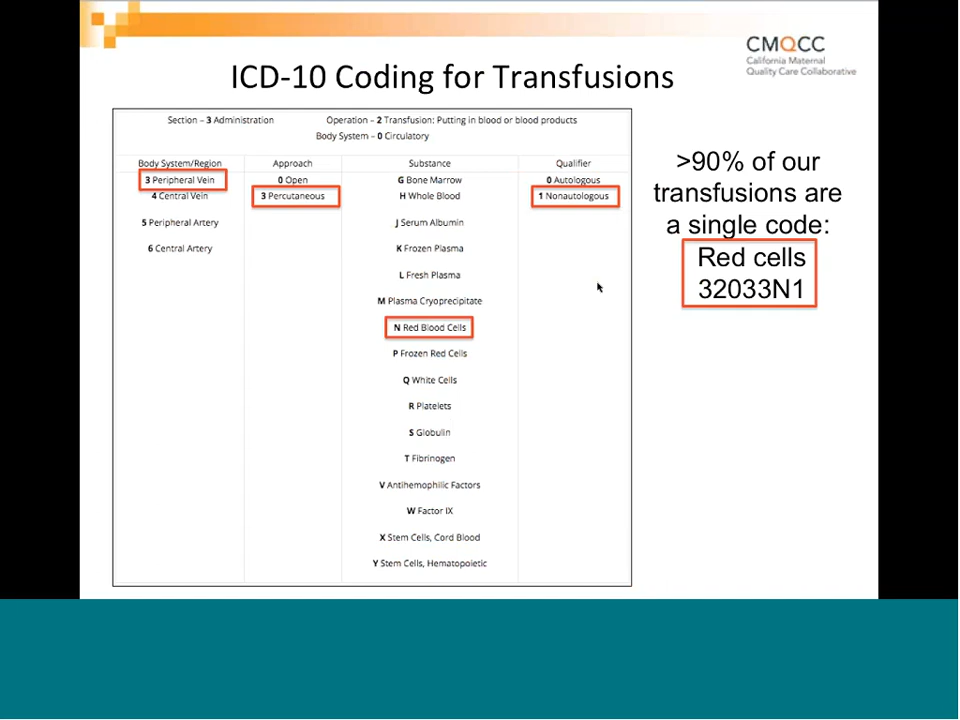 CMQCC
California Maternal
Quality Care Collaborative
ICD-10 Coding for Transfusions
Section – 3 Administration Operation – 2 Transfusion: Putting in blood or blood products
Body System – 0 Circulatory
Body System/Region Approach Substance Qualifier
3 Peripheral Vein 0 Open G Bone Marrow 0 Autologous
4 Central Vein 3 Percutaneous H Whole Blood 1 Nonautologous
5 Peripheral Artery J Serum Albumin
6 Central Artery K Frozen Plasma
L Fresh Plasma
M Plasma Cryoprecipitate
N Red Blood Cells
P Frozen Red Cells
Q White Cells
R Platelets
S Globulin
T Fibrinogen
V Antihemophilic Factors
W Factor IX
X Stem Cells, Cord Blood
Y Stem Cells, Hematopoietic
>90% of our
transfusions are
a single code:
Red cells
32033N1